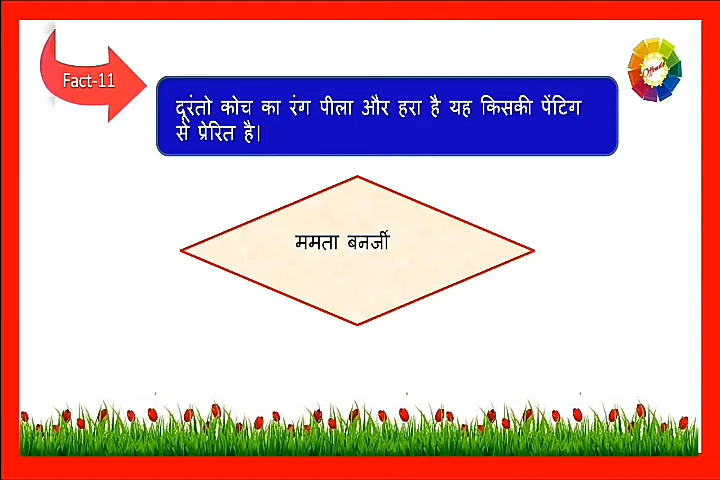 Fact-11
दूरंतो कोच का रंग पीला और हरा है यह किसकी पेंटिग
से प्रेरित है।
ममता बनर्जी